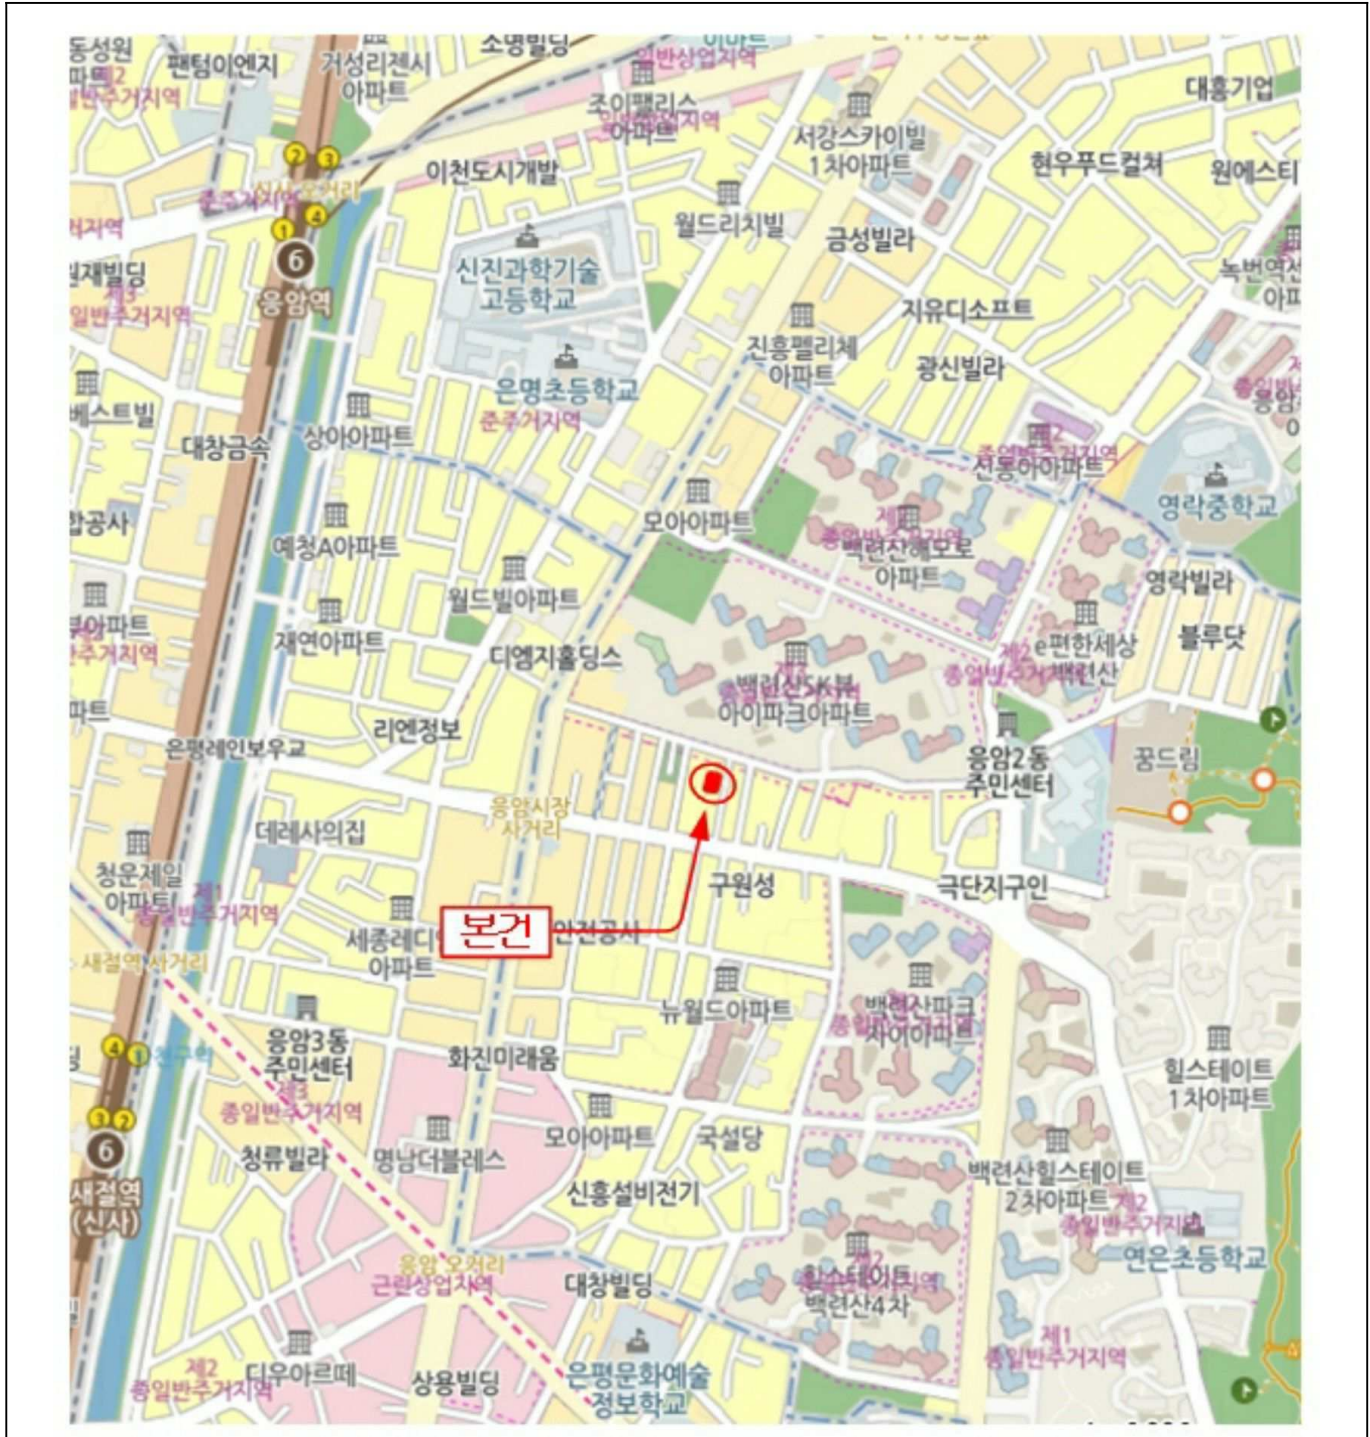 동성원
팬텀이엔지
거성리젠시
아파트
소명빌딩
이마트
일반상업지역
제2
조이팰리스
아파트
서강스카이빌
1차아파트
대흥기업
현우푸드컬쳐
원에스티
2
3
이천도시개발
4
1
6
응암역
월드리치빌
금성빌라
신진과학기술
고등학교
지유디소프트
진흥펠리체
아파트
광신빌라
은명초등학교
준주거지역
베스트빌
대창금속
상아아파트
제2
종일반주거지역
신동아아파트
영락중학교
모아아파트
예청A아파트
백련산해모로
아파트
월드빌아파트
영락빌라
재연아파트
디엠지홀딩스
e편한세상
백련산
블루닷
아이파크아파트
리엔정보
은평레인보우교
응암2동
주민센터
꿈드림
응암시장
사거리
데레사의집
청운제일
아파트
제1
종일반주거지역
구원성
극단지구인
본건
안전공사
세종레디
아파트
새절역 사거리
뉴월드아파트
백련산파크
자이아파트
응암3동
주민센터
제3
종일반주거지역
화진미래움
힐스테이트
1차아파트
4
1
3
2
6
새절역
(신사)
청류빌라
명남더블레스
모아아파트
국설당
신흥설비전기
백련산힐스테이트
2차아파트
제2
종일반주거지역
연은초등학교
응암 오거리
근린상업지역
대창빌딩
힐스테이트
백련산4차
제1
종일반주거지역
제2
종일반주거지역
디우아르떼
상용빌딩
은평문화예술
정보학교